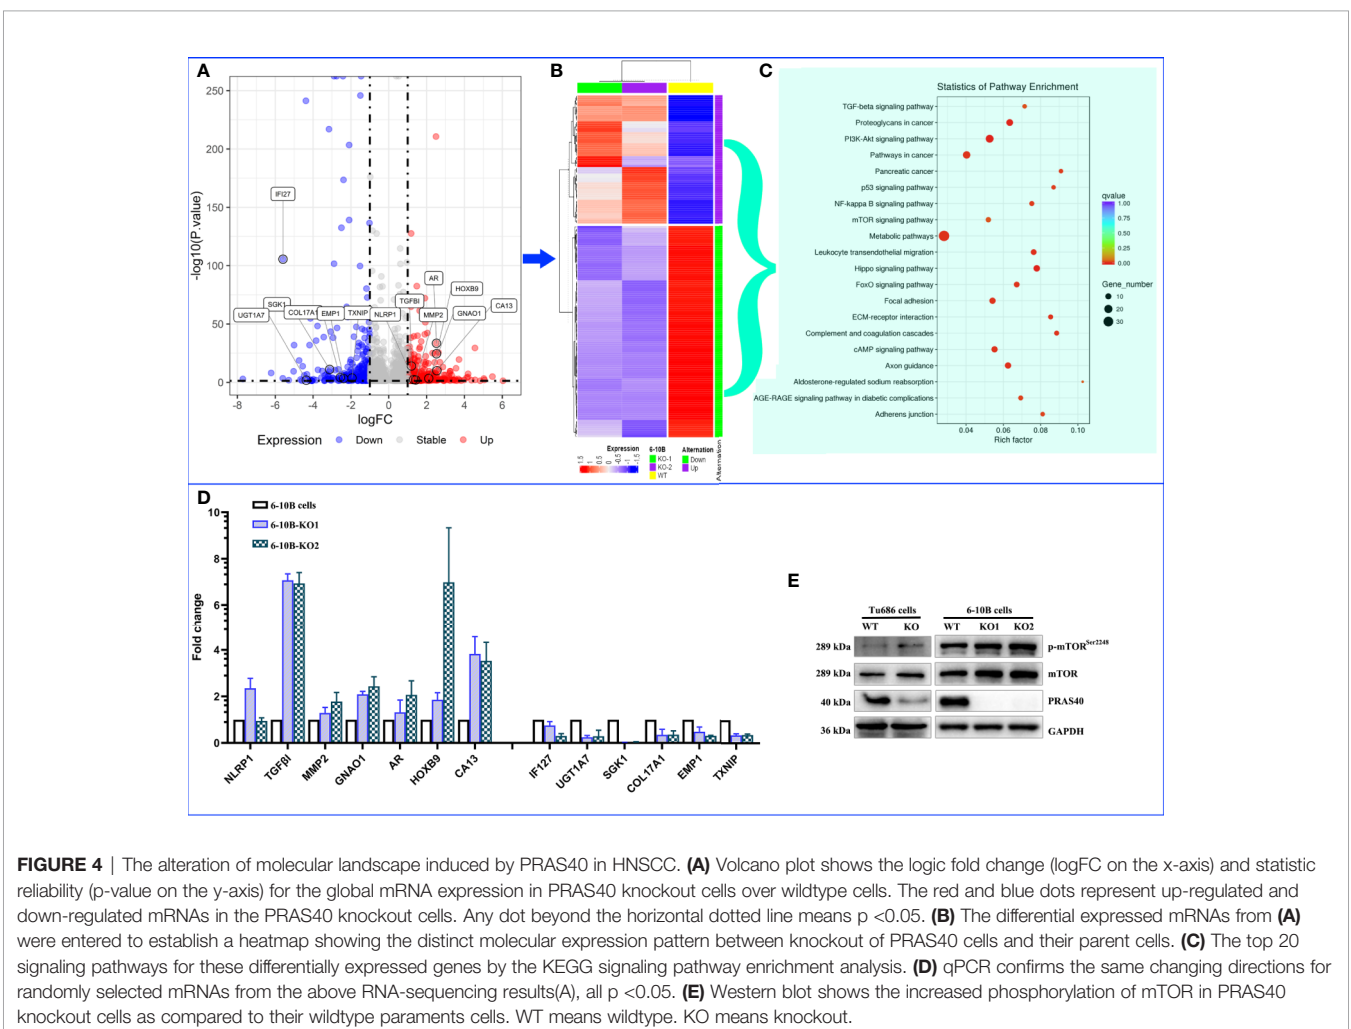 A
250
200
150
100
50
0
-log10(P.value)
IFI27
SGK1
UGT1A7
COL17A1
EMP1
TXNIP
NLRP1
TGFBI
AR
HOXB9
MMP2
GNAO1
CA13
-8 -6 -4 -2 0 2 4 6
logFC
Expression Down Stable Up
B
Expression
1.5 1 0.5 0 -0.5 -1 -1.5
6-10B
KO-1
KO-2
WT
Alternation
Down
Up
Alternation
C
Statistics of Pathway Enrichment
TGF-beta signaling pathway
Proteoglycans in cancer
PI3K-Akt signaling pathway
Pathways in cancer
Pancreatic cancer
p53 signaling pathway
NF-kappa B signaling pathway
mTOR signaling pathway
Metabolic pathways
Leukocyte transendothelial migration
Hippo signaling pathway
FoxO signaling pathway
Focal adhesion
ECM-receptor interaction
Complement and coagulation cascades
cAMP signaling pathway
Axon guidance
Aldosterone-regulated sodium reabsorption
AGE-RAGE signaling pathway in diabetic complications
Adherens junction
0.04 0.06 0.08 0.10
Rich factor
qvalue
1.00
0.75
0.50
0.25
0.00
Gene_number
10
20
30
D
6-10B cells
6-10B-KO1
6-10B-KO2
10
8
6
4
2
0
Fold change
NLRP1 TGFβI MMP2 GNAO1 AR HOXB9 CA13 IF127 UGT1A7 SGK1 COL17A1 EMP1 TXNIP
E
Tu686 cells 6-10B cells
WT KO WT KO1 KO2
289 kDa p-mTORSer2248
289 kDa mTOR
40 kDa PRAS40
36 kDa GAPDH
FIGURE 4 | The alteration of molecular landscape induced by PRAS40 in HNSCC. (A) Volcano plot shows the logic fold change (logFC on the x-axis) and statistic
reliability (p-value on the y-axis) for the global mRNA expression in PRAS40 knockout cells over wildtype cells. The red and blue dots represent up-regulated and
down-regulated mRNAs in the PRAS40 knockout cells. Any dot beyond the horizontal dotted line means p <0.05. (B) The differential expressed mRNAs from (A)
were entered to establish a heatmap showing the distinct molecular expression pattern between knockout of PRAS40 cells and their parent cells. (C) The top 20
signaling pathways for these differentially expressed genes by the KEGG signaling pathway enrichment analysis. (D) qPCR confirms the same changing directions for
randomly selected mRNAs from the above RNA-sequencing results(A), all p <0.05. (E) Western blot shows the increased phosphorylation of mTOR in PRAS40
knockout cells as compared to their wildtype paraments cells. WT means wildtype. KO means knockout.